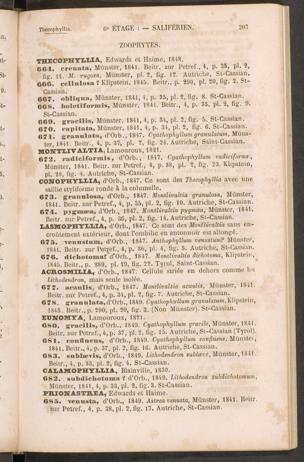 Thecophyllia. 6e ÉTAGE : — SALIFÉRIEN. 207
ZOOPHYTES.
THECOPHYLLIA, Edwards et Haime, 1848.
664. crenata, Münster, 1841. Beitr. zur Petref., 4, p. 35, pl. 2,
fig. 11. M. rugosa, Münster, pl. 2, fig. 17. Autriche, St-Cassian.
666. cellulosa? Klipstein, 1845. Beitr., p. 290, pl. 20, fig. 2. St-
Cassian.
667. obliqua, Münster, 1841, 4, p. 35, pl. 2, fig. 8. St-Cassian.
668. boletiformis, Münster, 1841. Beitr., 4, p. 35, pl. 2, fig. 9.
St-Cassian.
669. gracilis, Münster, 1841, 4, p. 34, pl. 2, fig. 5. St-Cassian.
670. capitata, Münster, 1841, 4, p. 34, pl. 2, fig. 6. St-Cassian.
671. granulata, d'Orb., 1847. Cyathophyllum granulosum, Müns-
ter, 1841. Beitr., 4, p. 37, pl. 2, fig. 24. Autriche, Saint-Cassian.
MONTLIVALTIA, Lamouroux, 1821.
672. radiciformis, d'Orb., 1847. Cyathophyllum radiciforme,
Münster, 1841. Beitr. zur Petref., 4, p. 38, pl. 2, fig. 23. Klipstein,
pl. 20, fig. 4. Autriche, St-Cassian.
CONOPHYLLIA, d'Orb., 1847. Ce sont des Thecophyllia avec une
saillie styliforme ronde à la columelle.
673. granulosa, d'Orb., 1847. Montlivaltia granulosa, Münster,
1841. Beitr. zur Petref., 4, p. 35, pl. 2, fig. 10. Autriche, St-Cassian.
674. pygmæa, d'Orb., 1847. Montlivaltia pygmæa, Münster, 1841.
Beitr. zur Petref., 4, p. 36, pl. 2, fig. 14. Autriche, St-Cassian.
LASMOPHYLLIA, d'Orb., 1847. Ce sont des Montlivaltia sans en-
croûtement extérieur, dont l'embolie en entonnoir est allongé.
675. venustum, d'Orb., 1847. Anthophyllum venustum? Münster,
1841. Beitr. zur Petref., 4, p. 36, pl. 4, fig. 3. Autriche, St-Cassian.
676. dichotoma? d'Orb., 1847. Montlivaltia dichotoma, Klipstein,
1845. Beitr., p. 289, pl. 19, fig. 22. Tyrol, Saint-Cassian.
ACROSMILIA, d'Orb., 1847. Cellule striée en dehors comme les
Lithodendron, mais seule isolée.
677. acaulis, d'Orb., 1847. Montlivaltia acaulis, Münster, 1841.
Beitr. zur Petref., 4, p. 34, pl. 2, fig. 7. Autriche, St-Cassian.
678. granulata, d'Orb., 1849. Cyathophyllum granulatum, Klipstein,
1845. Beitr., p. 290, pl. 20, fig. 2. (Non Münster). St-Cassian.
EUNOMYA, Lamouroux, 1821.
680. gracilis, d'Orb., 1849. Cyathophyllum gracile, Münster, 1841.
Beitr. zur Petref., 4, p. 37, pl. 2, fig. 15. Autriche, St-Cassian (Tyrol).
681. confluens, d'Orb., 1849. Cyathophyllum confluens, Münster,
1841. Beitr., 4, p. 37, pl. 2, fig. 16. Autriche, St-Cassian.
683. sublævis, d'Orb., 1849. Lithodendron sublæve, Münster, 1841.
Beitr., 4, p. 33, pl. 2, fig. 4. St-Cassian.
CALAMOPHYLLIA, Blainville, 1830.
682. subdichotoma? d'Orb., 1849. Lithodendron subdichotomum,
Münster, 1841, 4, p. 33, pl. 2, fig. 3. St-Cassian.
PRIONASTREA, Edwards et Haime.
685. venusta, d'Orb., 1849. Astrea venusta, Münster, 1841. Beitr.
zur Petref., 4, p. 38, pl. 2, fig. 17. Autriche, St-Cassian.